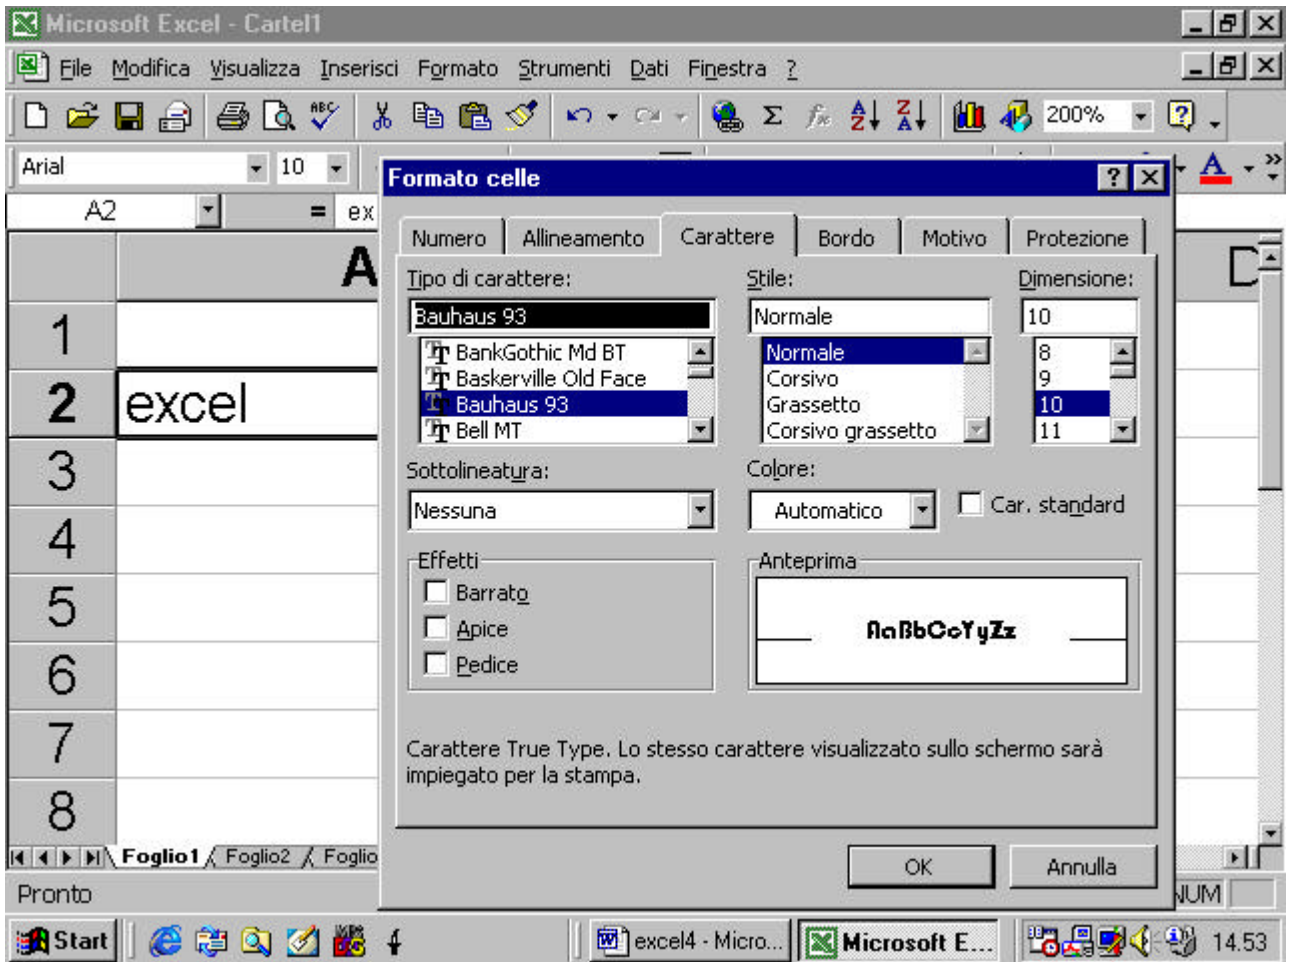 Microsoft Excel - Cartel1
File Modifica Visualizza Inserisci Formato Strumenti Dati Finestra ?
ABC
200%
Arial 10
A2 = ex
Formato celle
Numero Allineamento Carattere Bordo Motivo Protezione
Tipo di carattere: Stile: Dimensione:
Bauhaus 93 Normale 10
BankGothic Md BT Normale 8
Baskerville Old Face Corsivo 9
Bauhaus 93 Grassetto 10
Bell MT Corsivo grassetto 11
Sottolineatura: Colore:
Nessuna Automatico Car. standard
Effetti Anteprima
Barrato
Apice
Pedice
AaBbCcYyZz
Carattere True Type. Lo stesso carattere visualizzato sullo schermo sarà
impiegato per la stampa.
OK Annulla
A D
1
2 excel
3
4
5
6
7
8
Foglio1 Foglio2 Foglio
Pronto NUM
Start excel4 - Micro... Microsoft E... 14.53